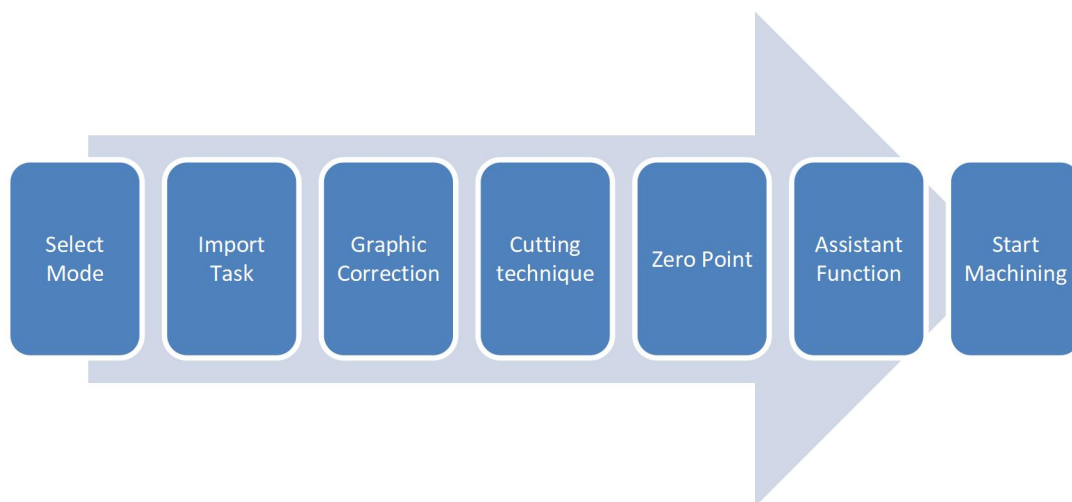 Select
Mode
Import
Task
Graphic
Correction
Cutting
technique
Zero Point
Assistant
Function
Start
Machining